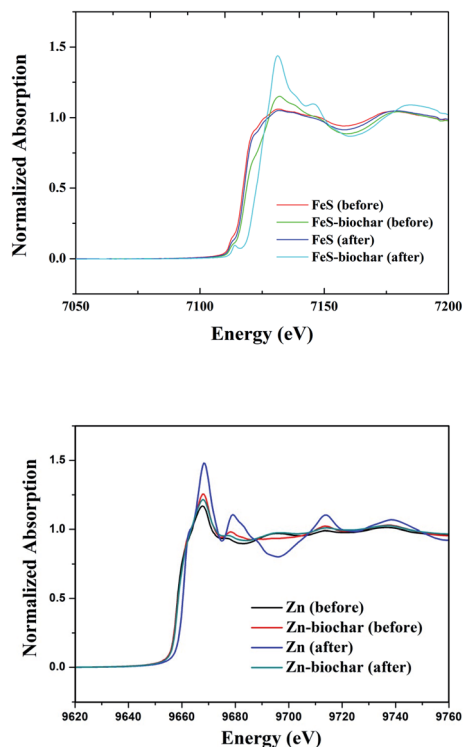 1.5
1.0
0.5
0.0
Normalized Absorption
FeS (before)
FeS-biochar (before)
FeS (after)
FeS-biochar (after)
7050
7100
7150
7200
Energy (eV)
1.5
1.0
0.5
0.0
Normalized Absorption
Zn (before)
Zn-biochar (before)
Zn (after)
Zn-biochar (after)
9620
9640
9660
9680
9700
9720
9740
9760
Energy (eV)